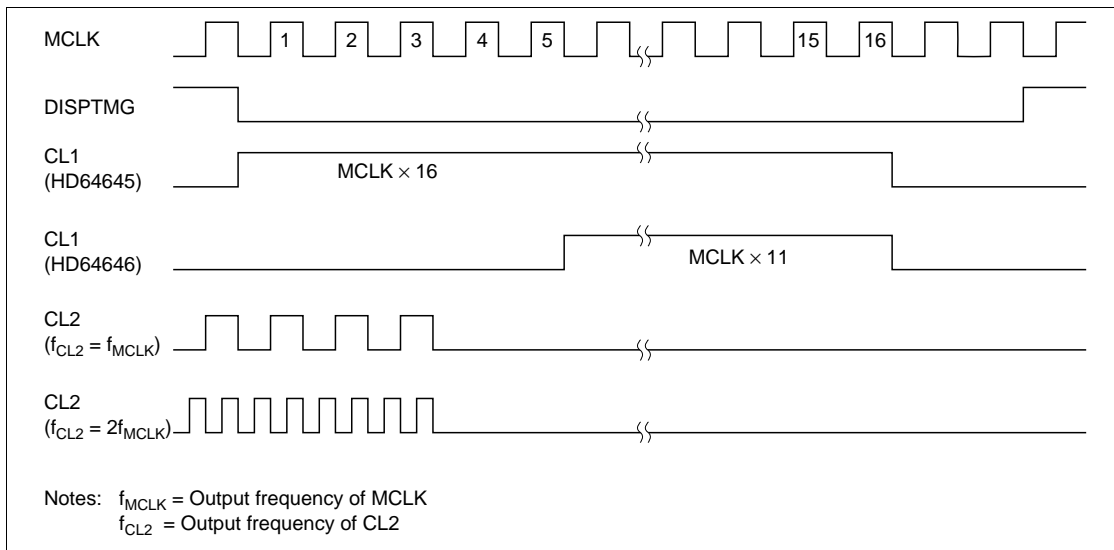 MCLK
1 2 3 4 5 15 16
DISPTMG
CL1
(HD64645)
MCLK × 16
CL1
(HD64646)
MCLK × 11
CL2
(fCL2 = fMCLK)
CL2
(fCL2 = 2fMCLK)
Notes: fMCLK = Output frequency of MCLK
fCL2 = Output frequency of CL2